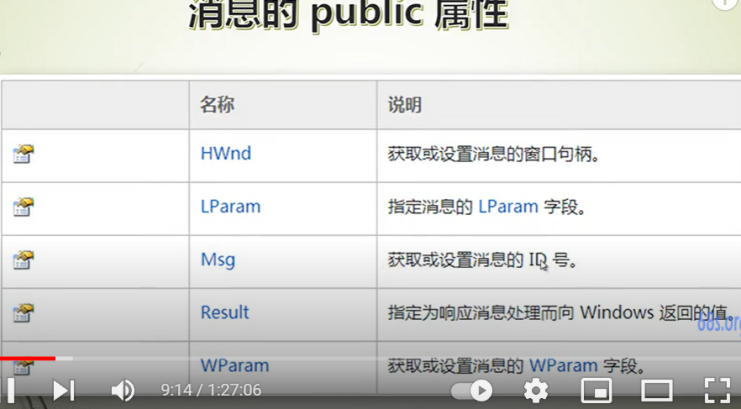 消息的 public 属性
名称 说明
HWnd 获取或设置消息的窗口句柄。
LParam 指定消息的 LParam 字段。
Msg 获取或设置消息的 ID 号。
Result 指定为响应消息处理而向 Windows 返回的值。
WParam 获取或设置消息的 WParam 字段。
9:14 / 1:27:06